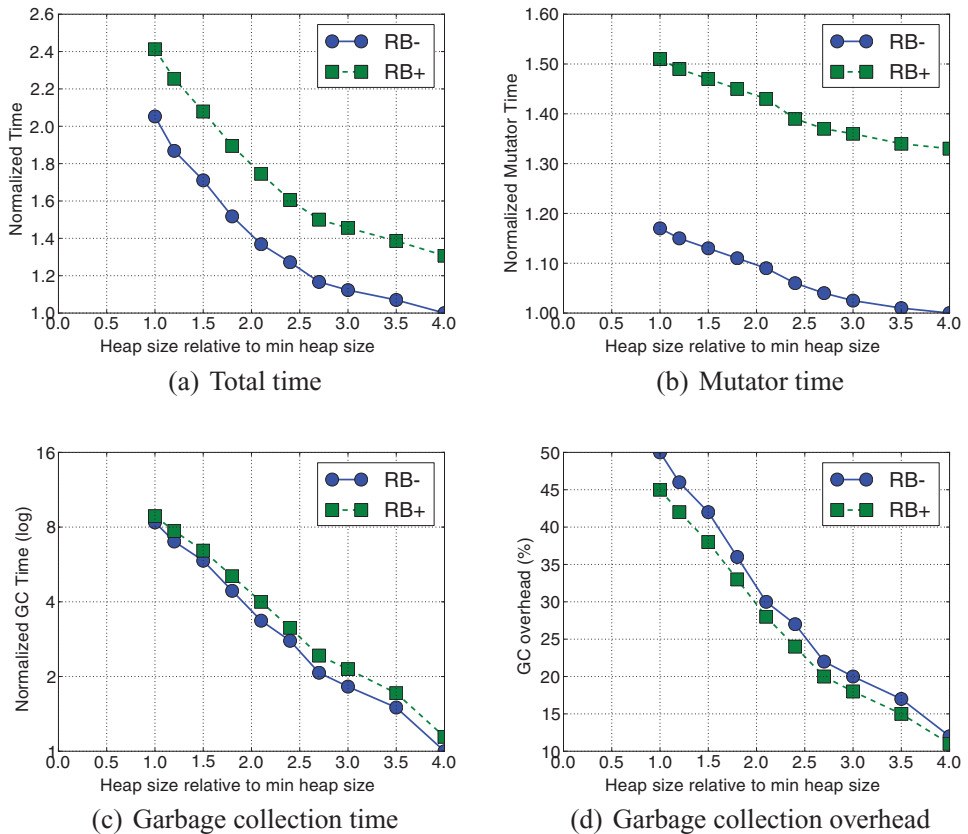 2.6
2.4
2.2
2.0
1.8
1.6
1.4
1.2
1.0
Normalized Time
RB-
RB+
0.0 0.5 1.0 1.5 2.0 2.5 3.0 3.5 4.0
Heap size relative to min heap size
(a) Total time
1.60
1.50
1.40
1.30
1.20
1.10
1.00
Normalized Mutator Time
RB-
RB+
0.0 0.5 1.0 1.5 2.0 2.5 3.0 3.5 4.0
Heap size relative to min heap size
(b) Mutator time
16
8
4
2
1
Normalized GC Time (log)
RB-
RB+
0.0 0.5 1.0 1.5 2.0 2.5 3.0 3.5 4.0
Heap size relative to min heap size
(c) Garbage collection time
50
45
40
35
30
25
20
15
10
GC overhead (%)
RB-
RB+
0.0 0.5 1.0 1.5 2.0 2.5 3.0 3.5 4.0
Heap size relative to min heap size
(d) Garbage collection overhead